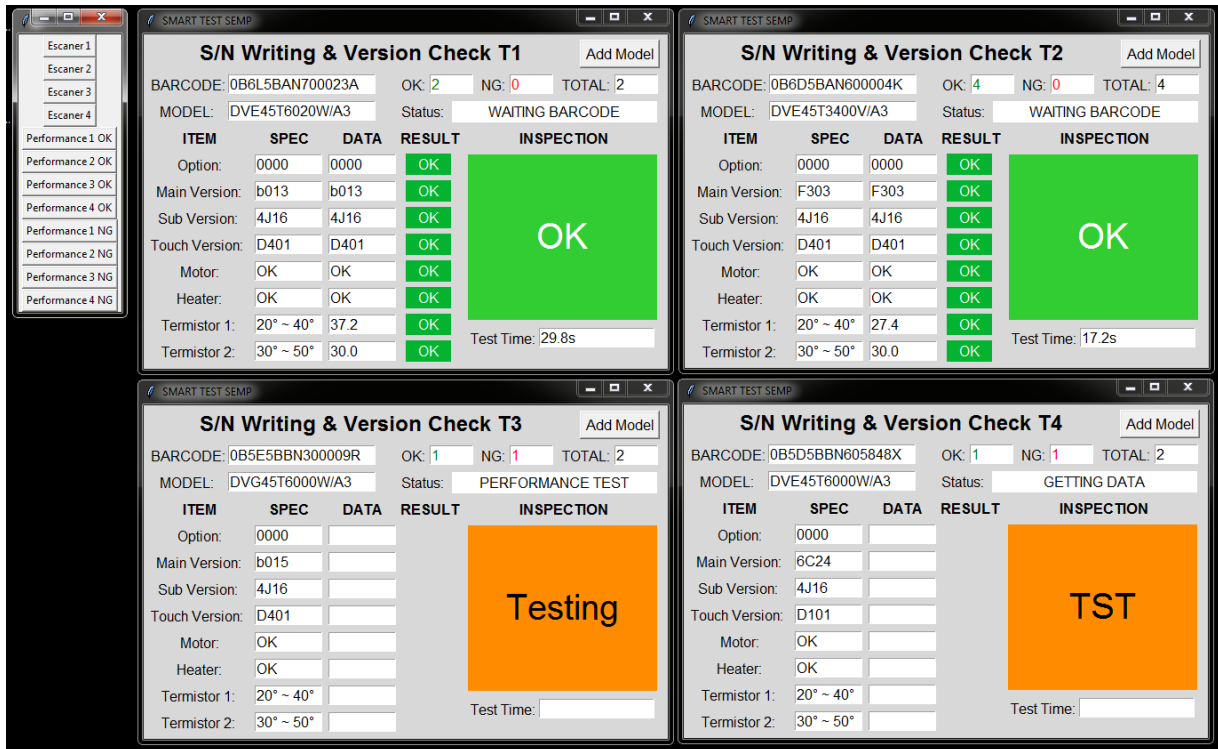 Escaner 1
Escaner 2
Escaner 3
Escaner 4
Performance 1 OK
Performance 2 OK
Performance 3 OK
Performance 4 OK
Performance 1 NG
Performance 2 NG
Performance 3 NG
Performance 4 NG
SMART TEST SEMP
S/N Writing & Version Check T1 Add Model
BARCODE: 0B6L5BAN700023A OK: 2 NG: 0 TOTAL: 2
MODEL: DVE45T6020W/A3 Status: WAITING BARCODE
ITEM SPEC DATA RESULT INSPECTION
Option: 0000 0000 OK
Main Version: b013 b013 OK
Sub Version: 4J16 4J16 OK
Touch Version: D401 D401 OK
OK
Motor: OK OK OK
Heater: OK OK OK
Termistor 1: 20° ~ 40° 37.2 OK
Test Time: 29.8s
Termistor 2: 30° ~ 50° 30.0 OK
SMART TEST SEMP
S/N Writing & Version Check T2 Add Model
BARCODE: 0B6D5BAN600004K OK: 4 NG: 0 TOTAL: 4
MODEL: DVE45T3400V/A3 Status: WAITING BARCODE
ITEM SPEC DATA RESULT INSPECTION
Option: 0000 0000 OK
Main Version: F303 F303 OK
Sub Version: 4J16 4J16 OK
Touch Version: D401 D401 OK
OK
Motor: OK OK OK
Heater: OK OK OK
Termistor 1: 20° ~ 40° 27.4 OK
Test Time: 17.2s
Termistor 2: 30° ~ 50° 30.0 OK
SMART TEST SEMP
S/N Writing & Version Check T3 Add Model
BARCODE: 0B5E5BBN300009R OK: 1 NG: 1 TOTAL: 2
MODEL: DVG45T6000W/A3 Status: PERFORMANCE TEST
ITEM SPEC DATA RESULT INSPECTION
Option: 0000
Main Version: b015
Sub Version: 4J16
Testing
Touch Version: D401
Motor: OK
Heater: OK
Termistor 1: 20° ~ 40°
Test Time:
Termistor 2: 30° ~ 50°
SMART TEST SEMP
S/N Writing & Version Check T4 Add Model
BARCODE: 0B5D5BBN605848X OK: 1 NG: 1 TOTAL: 2
MODEL: DVE45T6000W/A3 Status: GETTING DATA
ITEM SPEC DATA RESULT INSPECTION
Option: 0000
Main Version: 6C24
Sub Version: 4J16
TST
Touch Version: D101
Motor: OK
Heater: OK
Termistor 1: 20° ~ 40°
Test Time:
Termistor 2: 30° ~ 50°